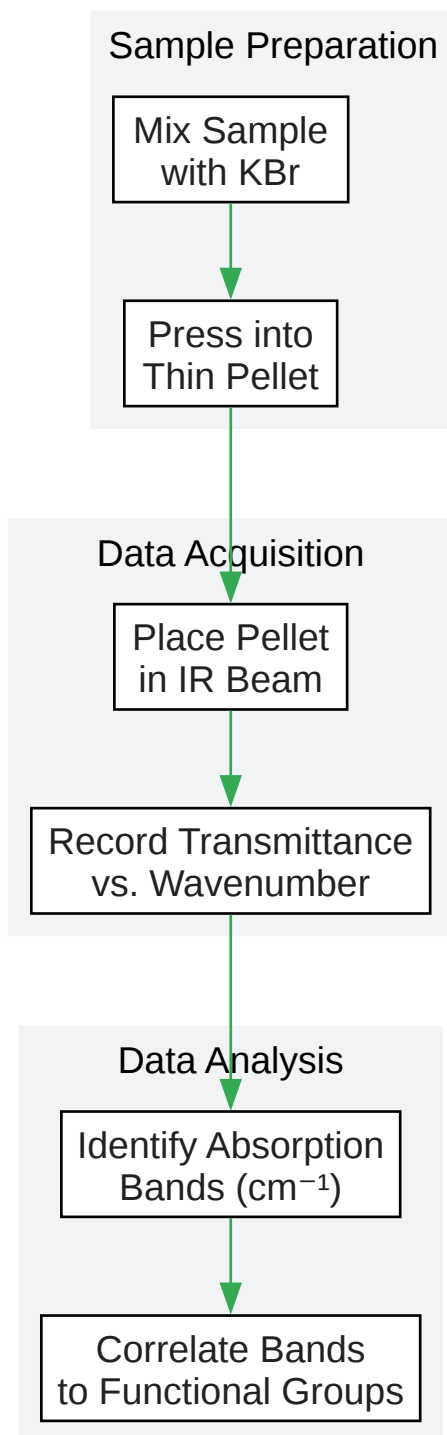 Sample Preparation
Mix Sample
with KBr
Press into
Thin Pellet
Data Acquisition
Place Pellet
in IR Beam
Record Transmittance
vs. Wavenumber
Data Analysis
Identify Absorption
Bands (cm⁻¹)
Correlate Bands
to Functional Groups